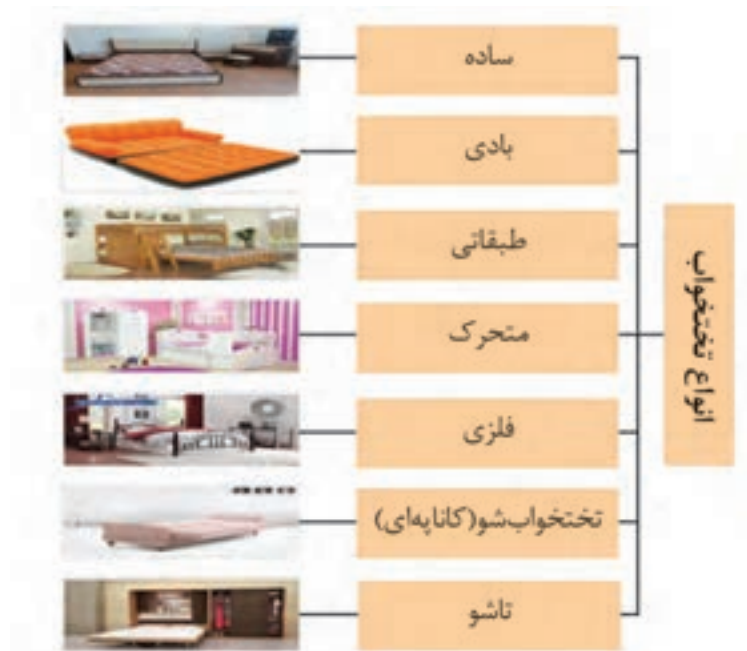 انواع تختخواب
ساده
بادی
طبقاتی
متحرک
فلزی
تختخواب‌شو(کاناپه‌ای)
تاشو